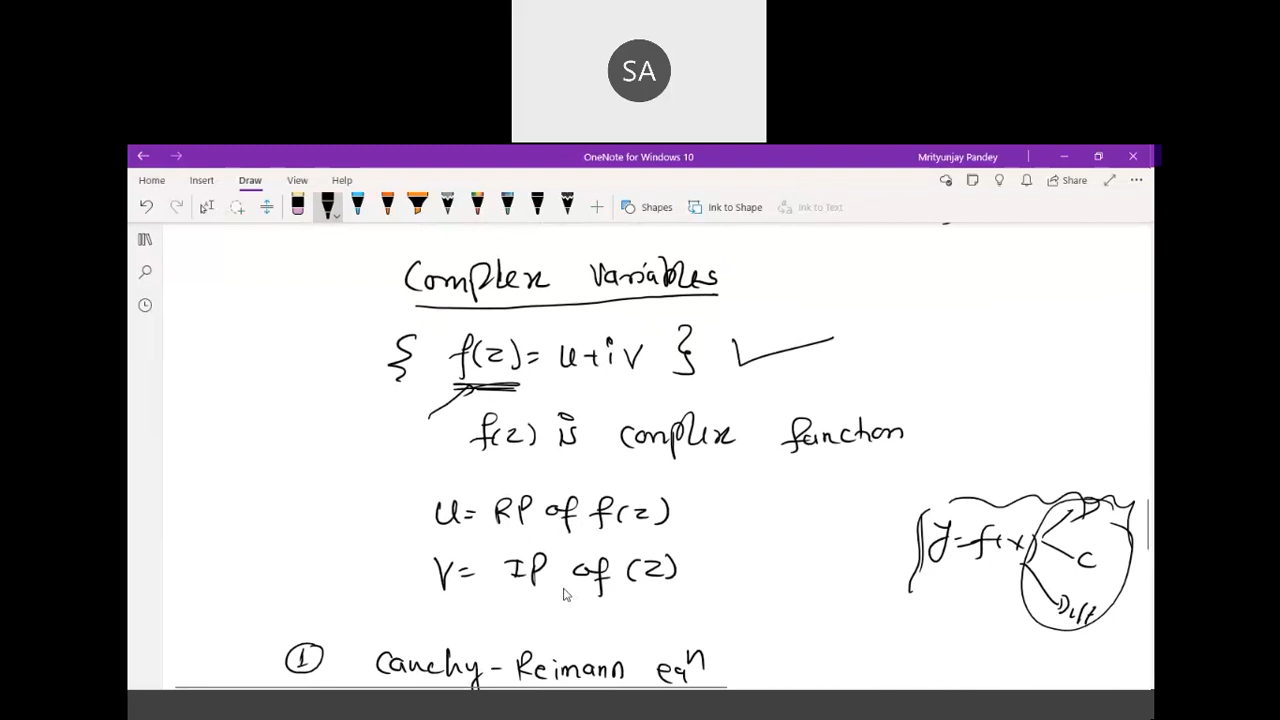 SA
OneNote for Windows 10
Mrityunjay Pandey
Home Insert Draw View Help
Share
Shapes Ink to Shape Ink to Text
Complex Variables
{ f(z) = u+iv }
f(z) is complex function
u = RP of f(z)
v = IP of (z)
y = f(x)
D
C
Diff
① Cauchy - Reimann eqⁿ